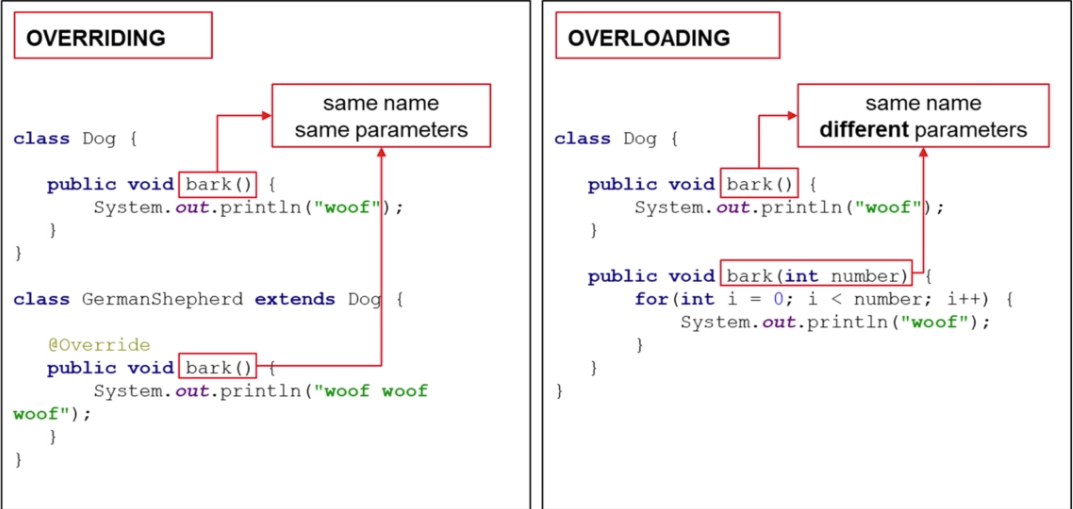 OVERRIDING
same name
same parameters
class Dog {
public void bark() {
System.out.println("woof");
}
}
class GermanShepherd extends Dog {
@Override
public void bark() {
System.out.println("woof woof
woof");
}
}
OVERLOADING
same name
different parameters
class Dog {
public void bark() {
System.out.println("woof");
}
public void bark(int number) {
for(int i = 0; i < number; i++) {
System.out.println("woof");
}
}
}